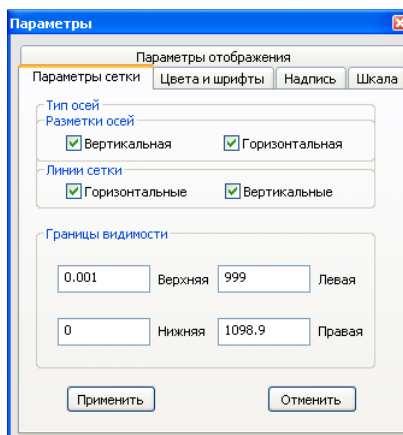 Параметры
Параметры отображения
Параметры сетки Цвета и шрифты Надпись Шкала
Тип осей
Разметки осей
Вертикальная Горизонтальная
Линии сетки
Горизонтальные Вертикальные
Границы видимости
0.001 Верхняя 999 Левая
0 Нижняя 1098.9 Правая
Применить Отменить